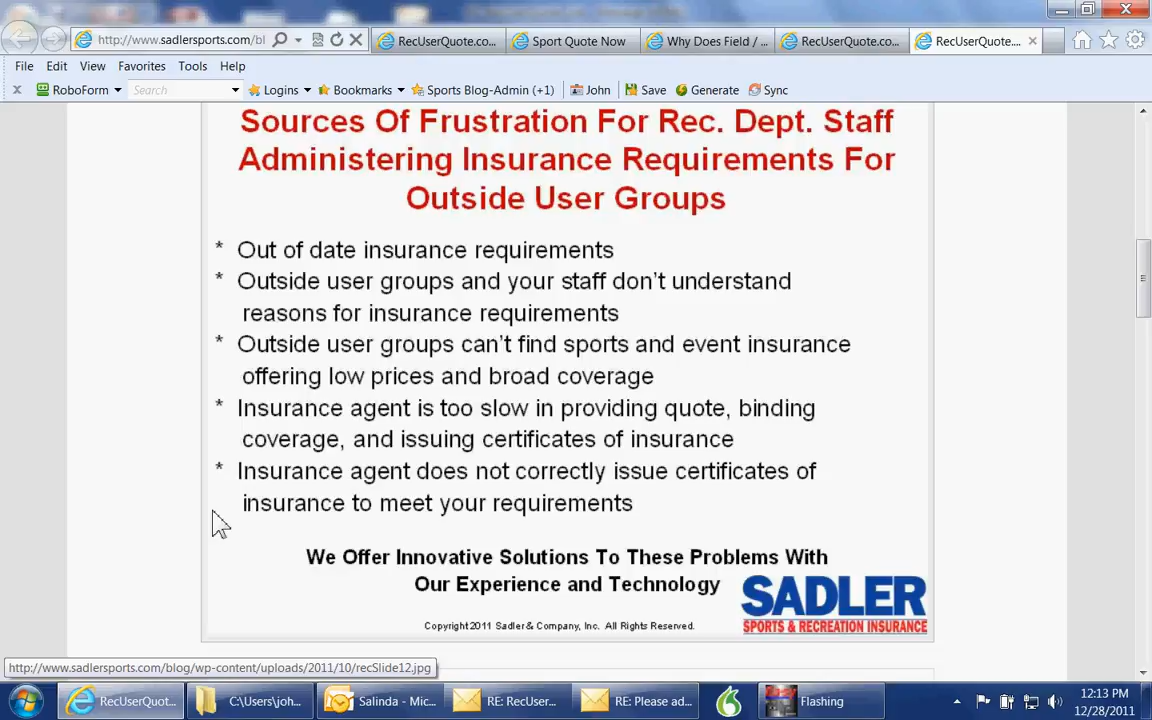 http://www.sadlersports.com/bl
RecUserQuote.co...
Sport Quote Now
Why Does Field / ...
RecUserQuote.co...
RecUserQuote....
File Edit View Favorites Tools Help
x RoboForm Search Logins Bookmarks Sports Blog-Admin (+1) John Save Generate Sync
Sources Of Frustration For Rec. Dept. Staff
Administering Insurance Requirements For
Outside User Groups
* Out of date insurance requirements
* Outside user groups and your staff don't understand
reasons for insurance requirements
* Outside user groups can't find sports and event insurance
offering low prices and broad coverage
* Insurance agent is too slow in providing quote, binding
coverage, and issuing certificates of insurance
* Insurance agent does not correctly issue certificates of
insurance to meet your requirements
We Offer Innovative Solutions To These Problems With
Our Experience and Technology
SADLER
SPORTS & RECREATION INSURANCE
Copyright 2011 Sadler & Company, Inc. All Rights Reserved.
http://www.sadlersports.com/blog/wp-content/uploads/2011/10/recSlide12.jpg
RecUserQuot...
C:\Users\joh...
Salinda - Mic...
RE: RecUser...
RE: Please ad...
Flashing
12:13 PM
12/28/2011